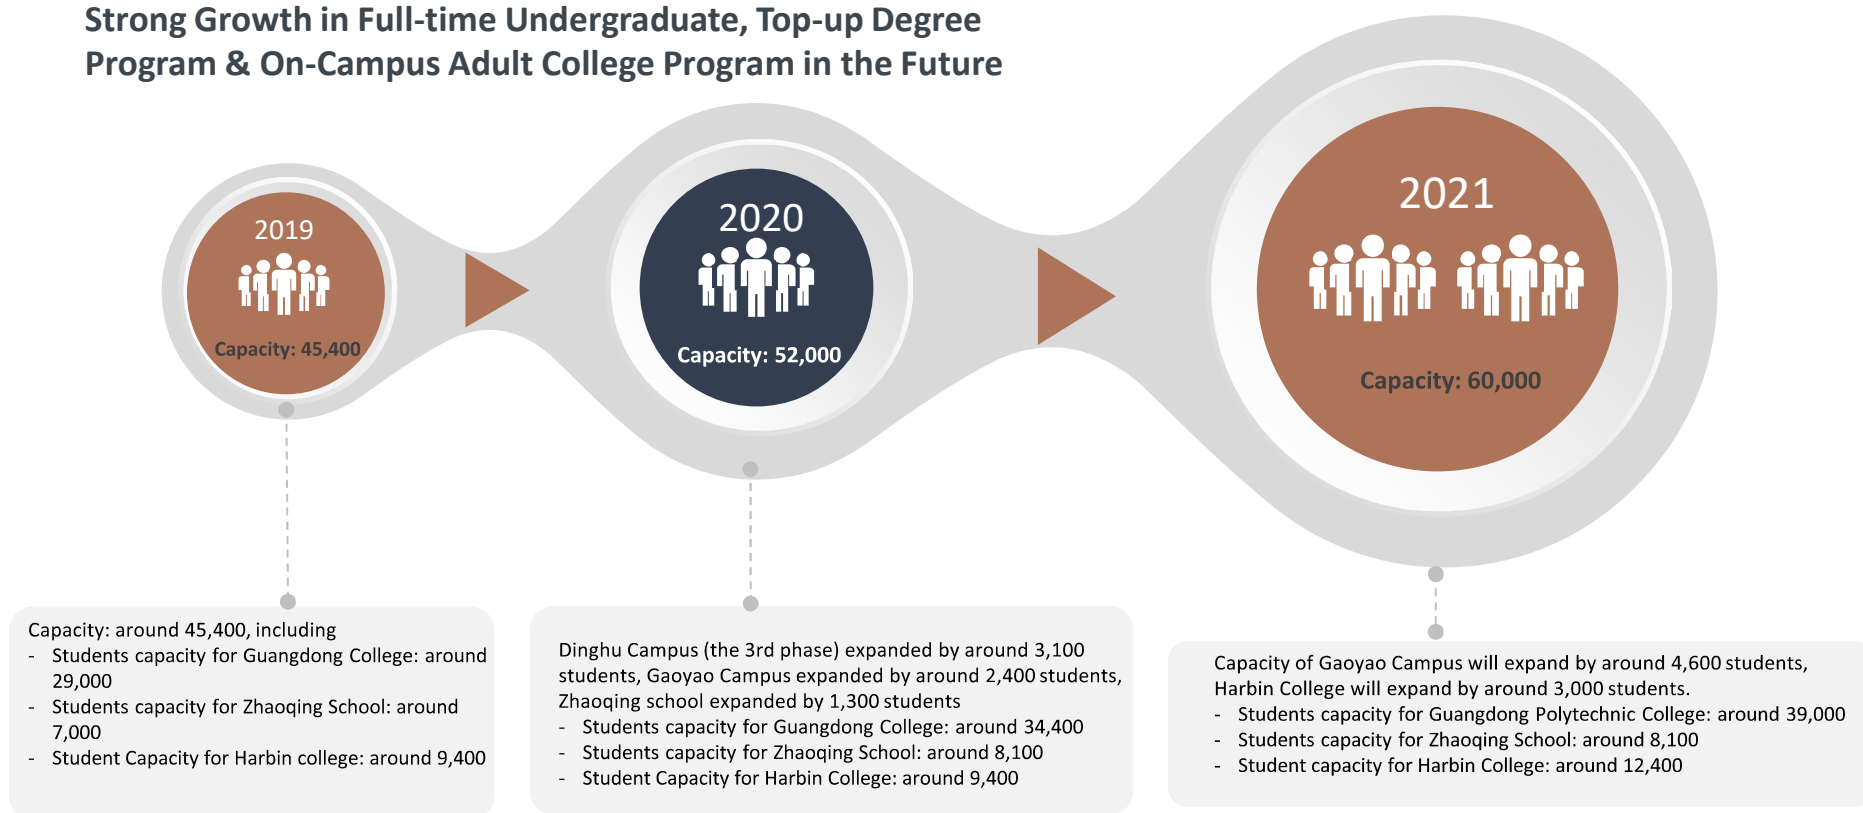 Strong Growth in Full-time Undergraduate, Top-up Degree
Program & On-Campus Adult College Program in the Future
2019
Capacity: 45,400
2020
Capacity: 52,000
2021
Capacity: 60,000
Capacity: around 45,400, including
- Students capacity for Guangdong College: around
29,000
- Students capacity for Zhaoqing School: around
7,000
- Student Capacity for Harbin college: around 9,400
Dinghu Campus (the 3rd phase) expanded by around 3,100
students, Gaoyao Campus expanded by around 2,400 students,
Zhaoqing school expanded by 1,300 students
- Students capacity for Guangdong College: around 34,400
- Students capacity for Zhaoqing School: around 8,100
- Student Capacity for Harbin College: around 9,400
Capacity of Gaoyao Campus will expand by around 4,600 students,
Harbin College will expand by around 3,000 students.
- Students capacity for Guangdong Polytechnic College: around 39,000
- Students capacity for Zhaoqing School: around 8,100
- Student capacity for Harbin College: around 12,400